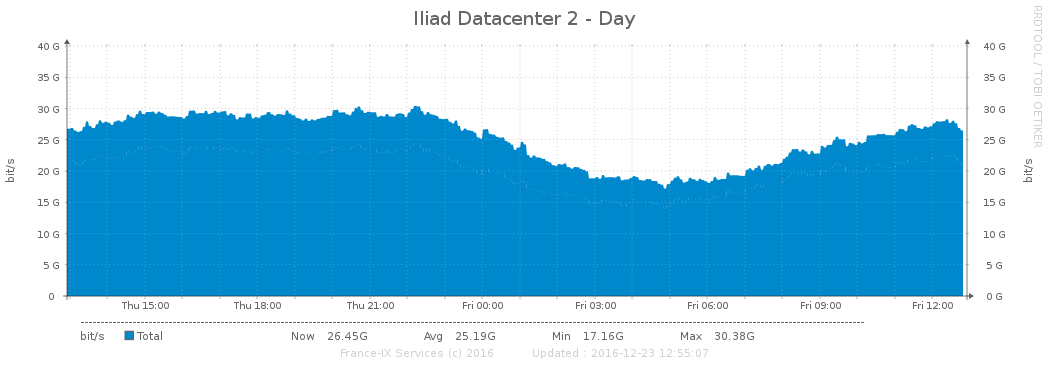 Iliad Datacenter 2 - Day
RRDTOOL / TOBI OETIKER
bit/s
40 G 40 G
35 G 35 G
30 G 30 G
25 G 25 G
20 G 20 G
15 G 15 G
10 G 10 G
5 G 5 G
0 0 G
bit/s
Thu 15:00 Thu 18:00 Thu 21:00 Fri 00:00 Fri 03:00 Fri 06:00 Fri 09:00 Fri 12:00
bit/s Total Now 26.45G Avg 25.19G Min 17.16G Max 30.38G
France-IX Services (c) 2016 Updated : 2016-12-23 12:55:07